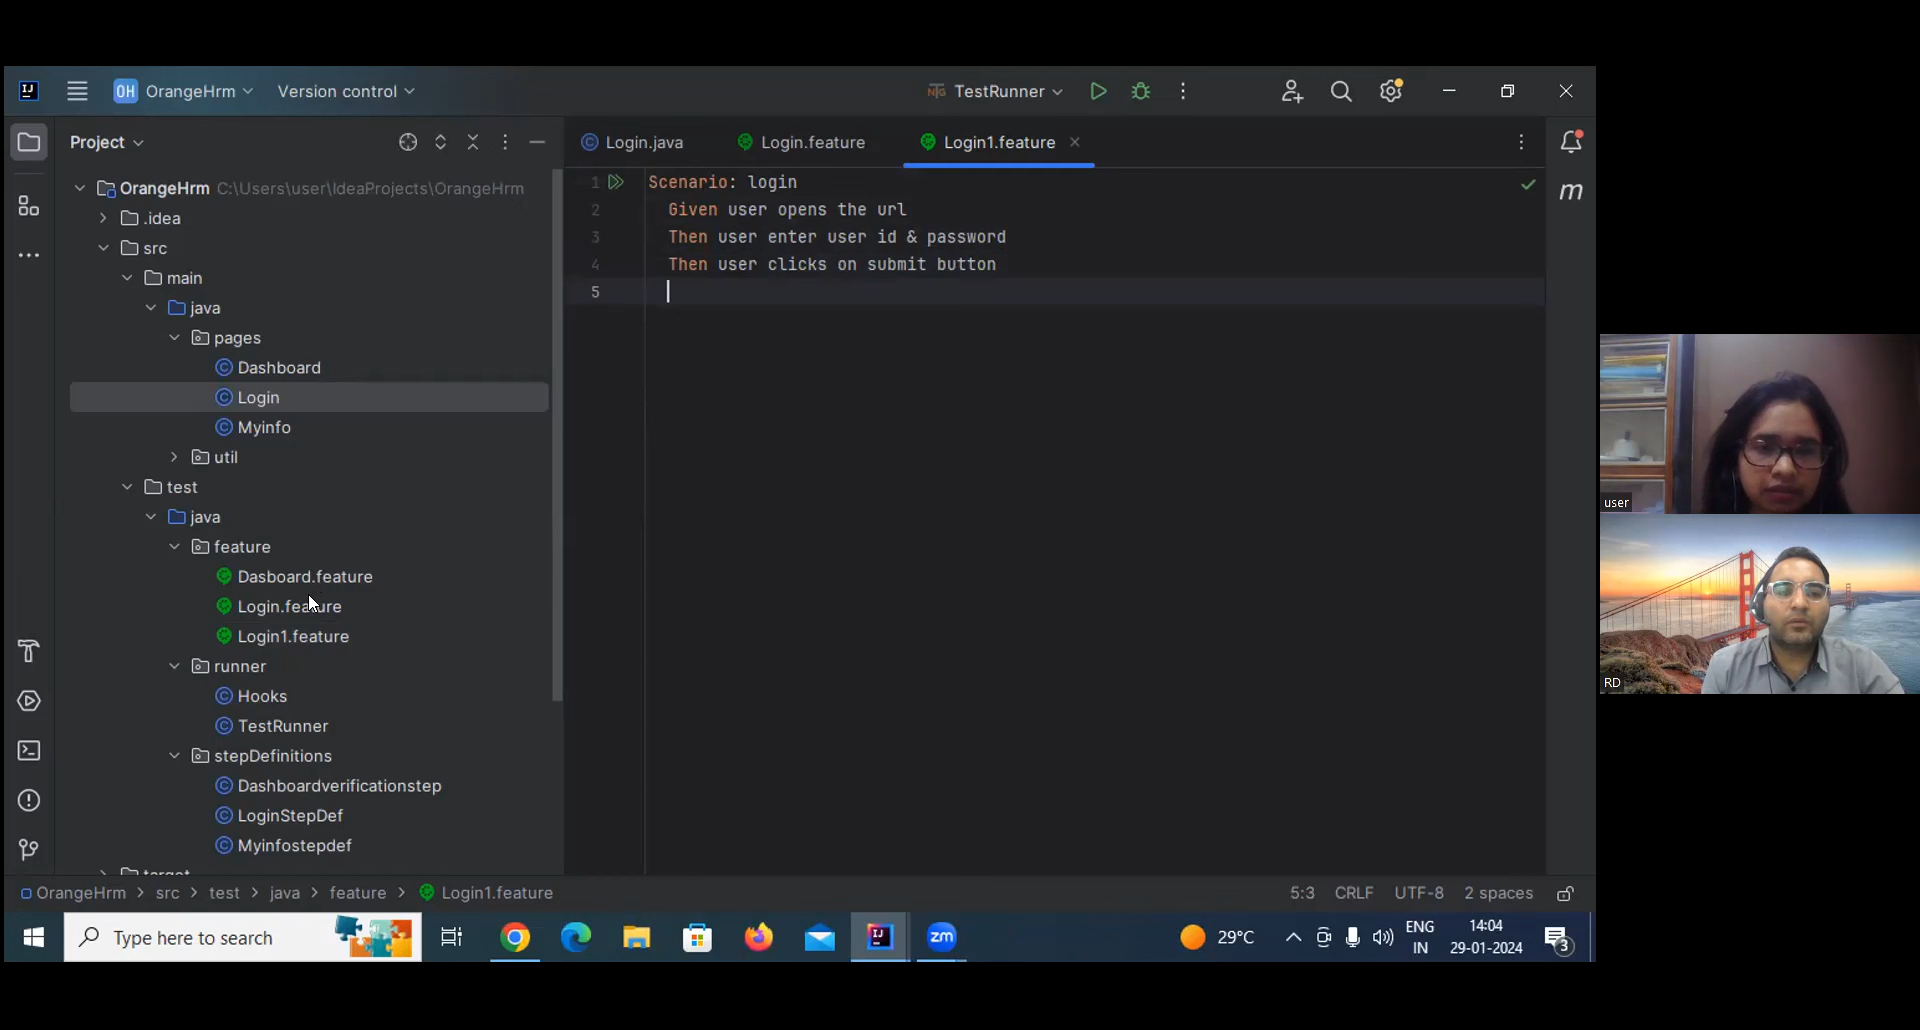 OH OrangeHrm Version control TestRunner
Project
Login.java Login.feature Login1.feature
OrangeHrm C:\Users\user\IdeaProjects\OrangeHrm
.idea
src
main
java
pages
Dashboard
Login
Myinfo
util
test
java
feature
Dasboard.feature
Login.feature
Login1.feature
runner
Hooks
TestRunner
stepDefinitions
Dashboardverificationstep
LoginStepDef
Myinfostepdef
target
1 Scenario: login
2 Given user opens the url
3 Then user enter user id & password
4 Then user clicks on submit button
5
m
user
RD
OrangeHrm > src > test > java > feature > Login1.feature
5:3 CRLF UTF-8 2 spaces
Type here to search
zm
29°C
ENG
IN
14:04
29-01-2024
3